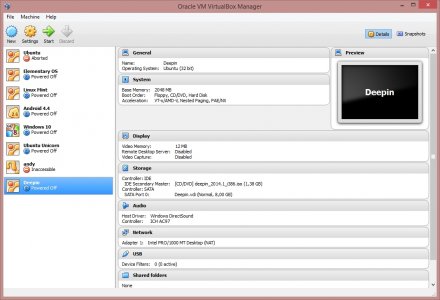 Oracle VM VirtualBox Manager
File Machine Help
New Settings Start Discard
Details Snapshots
Ubuntu
Aborted
Elementary OS
Powered Off
Linux Mint
Powered Off
Android 4.4
Powered Off
Windows 10
Powered Off
Ubuntu Unicorn
Powered Off
andy
Inaccessible
Deepin
Powered Off
General
Name: Deepin
Operating System: Ubuntu (32 bit)
System
Base Memory: 2048 MB
Boot Order: Floppy, CD/DVD, Hard Disk
Acceleration: VT-x/AMD-V, Nested Paging, PAE/NX
Preview
Deepin
Display
Video Memory: 12 MB
Remote Desktop Server: Disabled
Video Capture: Disabled
Storage
Controller: IDE
IDE Secondary Master: [CD/DVD] deepin_2014.1_i386.iso (1,38 GB)
Controller: SATA
SATA Port 0: Deepin.vdi (Normal, 8,00 GB)
Audio
Host Driver: Windows DirectSound
Controller: ICH AC97
Network
Adapter 1: Intel PRO/1000 MT Desktop (NAT)
USB
Device Filters: 0 (0 active)
Shared folders
None